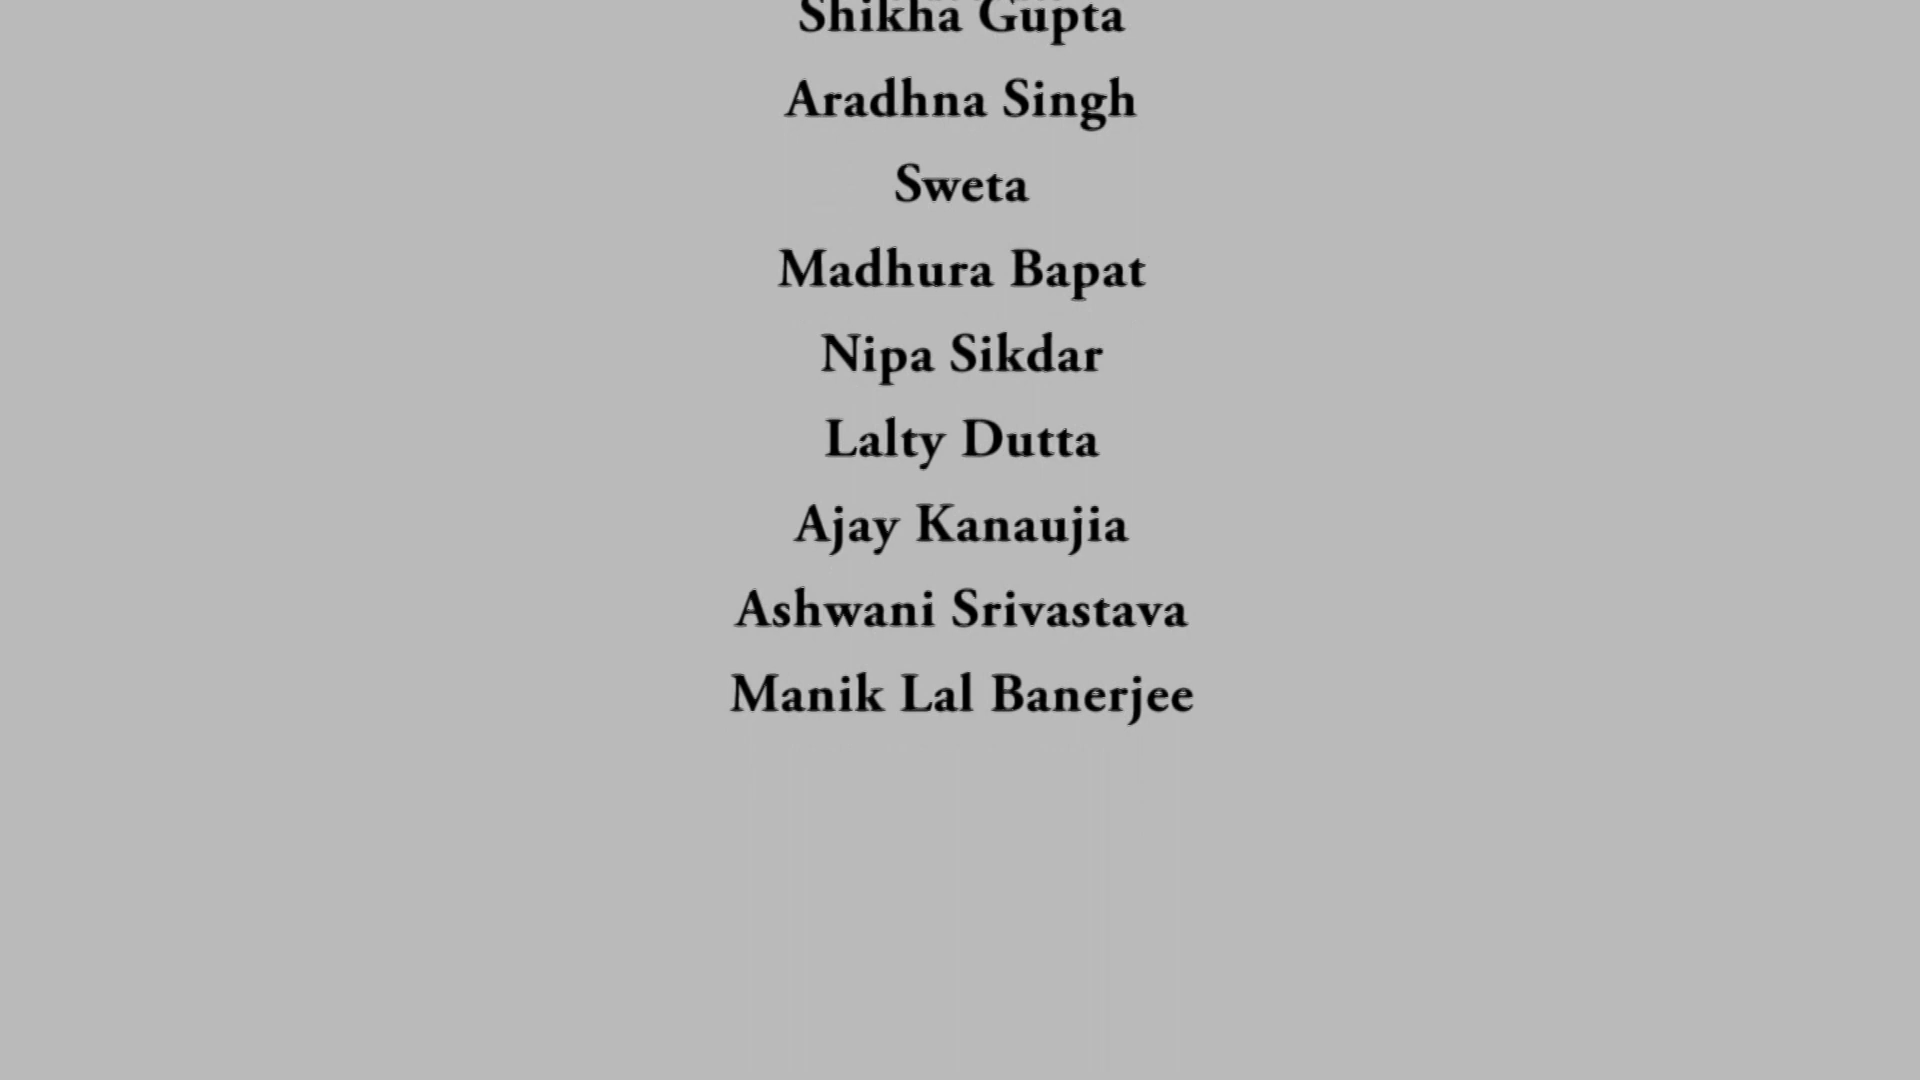 Shikha Gupta
Aradhna Singh
Sweta
Madhura Bapat
Nipa Sikdar
Lalty Dutta
Ajay Kanaujia
Ashwani Srivastava
Manik Lal Banerjee